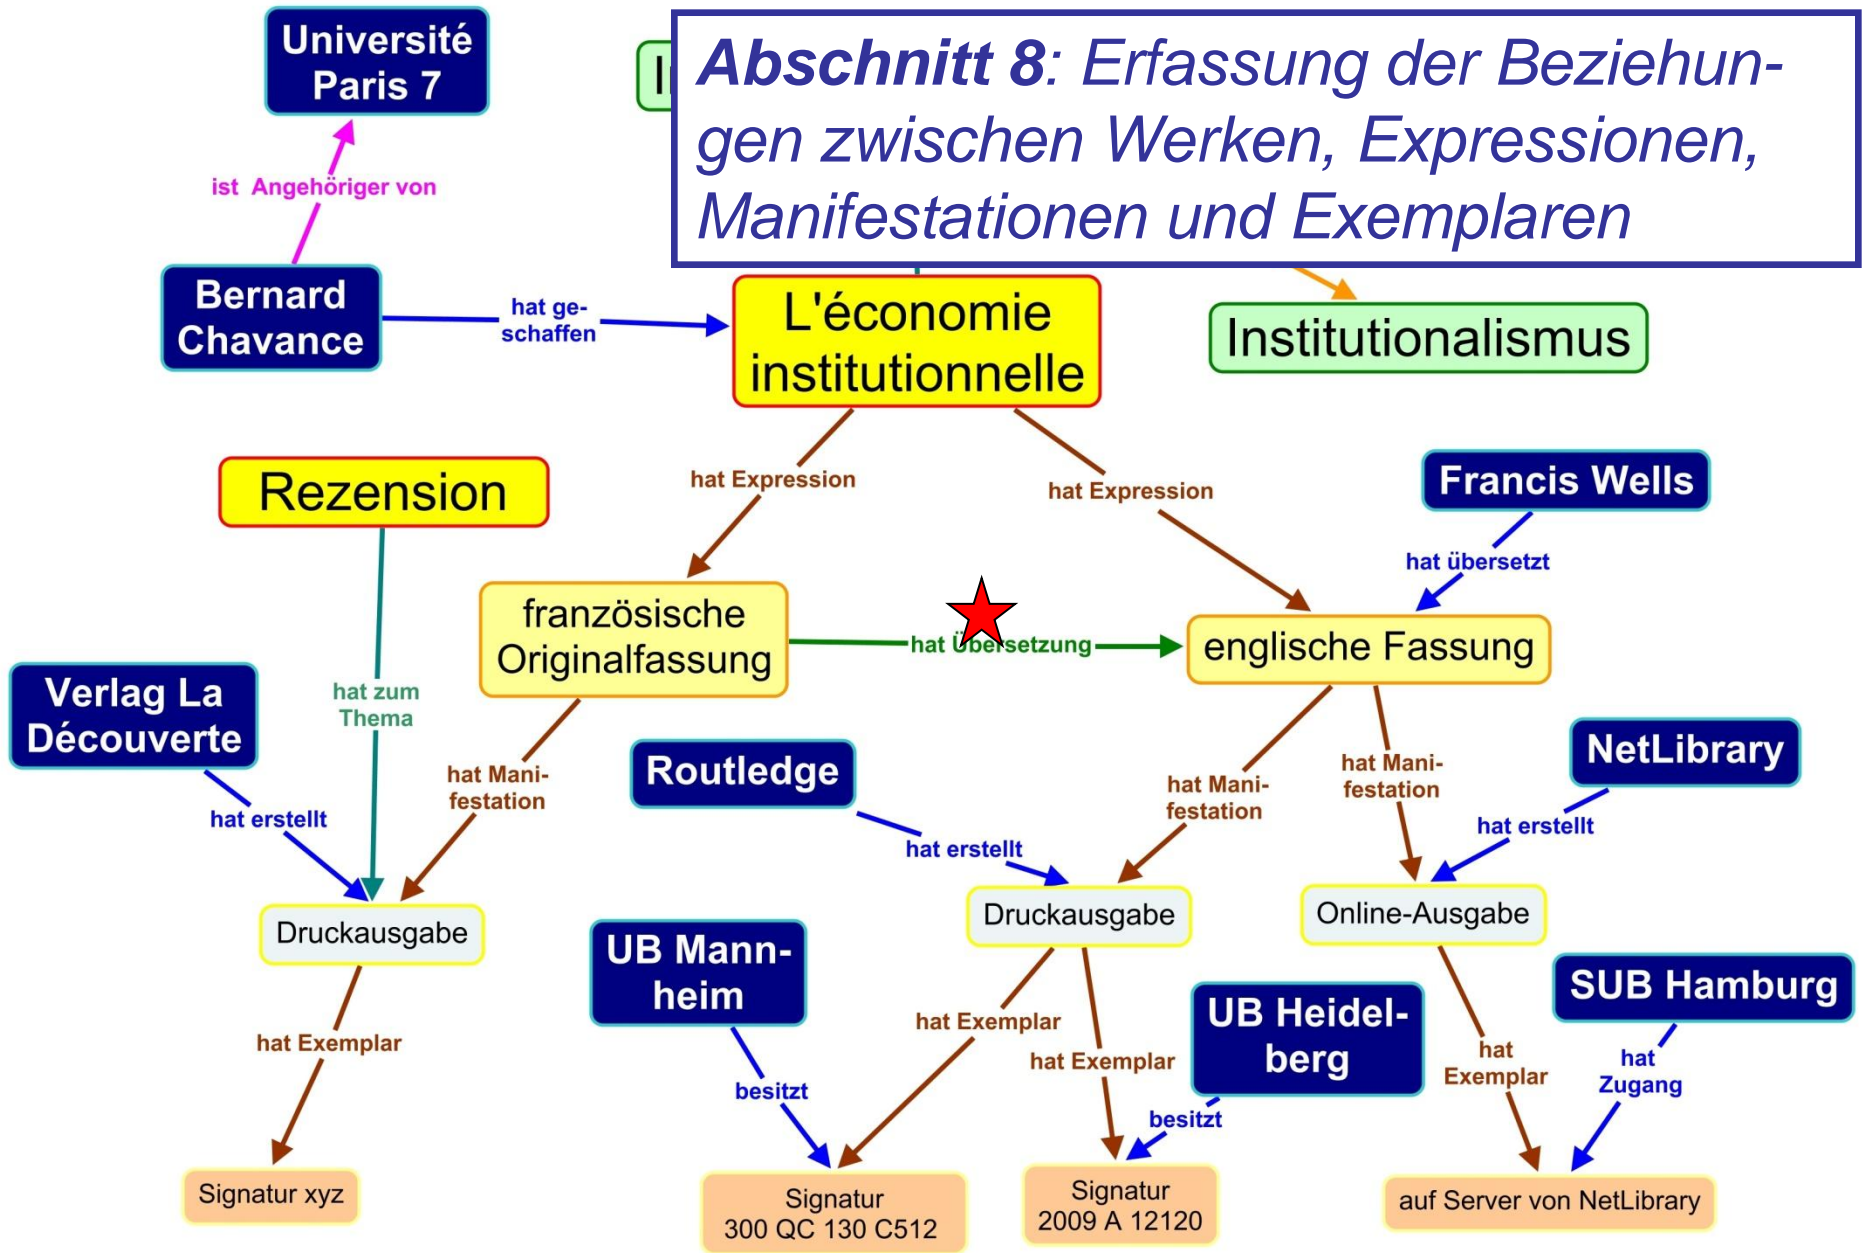 Université
Paris 7
Abschnitt 8: Erfassung der Beziehun-
gen zwischen Werken, Expressionen,
Manifestationen und Exemplaren
ist Angehöriger von
Bernard
Chavance
hat ge-
schaffen
L'économie
institutionnelle
Institutionalismus
hat Expression
hat Expression
Rezension
Francis Wells
hat übersetzt
französische
Originalfassung
hat Übersetzung
englische Fassung
Verlag La
Découverte
hat zum
Thema
hat erstellt
hat Mani-
festation
Routledge
hat erstellt
hat Mani-
festation
hat Mani-
festation
NetLibrary
hat erstellt
Druckausgabe
Druckausgabe
Online-Ausgabe
UB Mann-
heim
UB Heidel-
berg
SUB Hamburg
hat Exemplar
hat Exemplar
hat Exemplar
hat
Exemplar
hat
Zugang
besitzt
besitzt
Signatur xyz
Signatur
300 QC 130 C512
Signatur
2009 A 12120
auf Server von NetLibrary